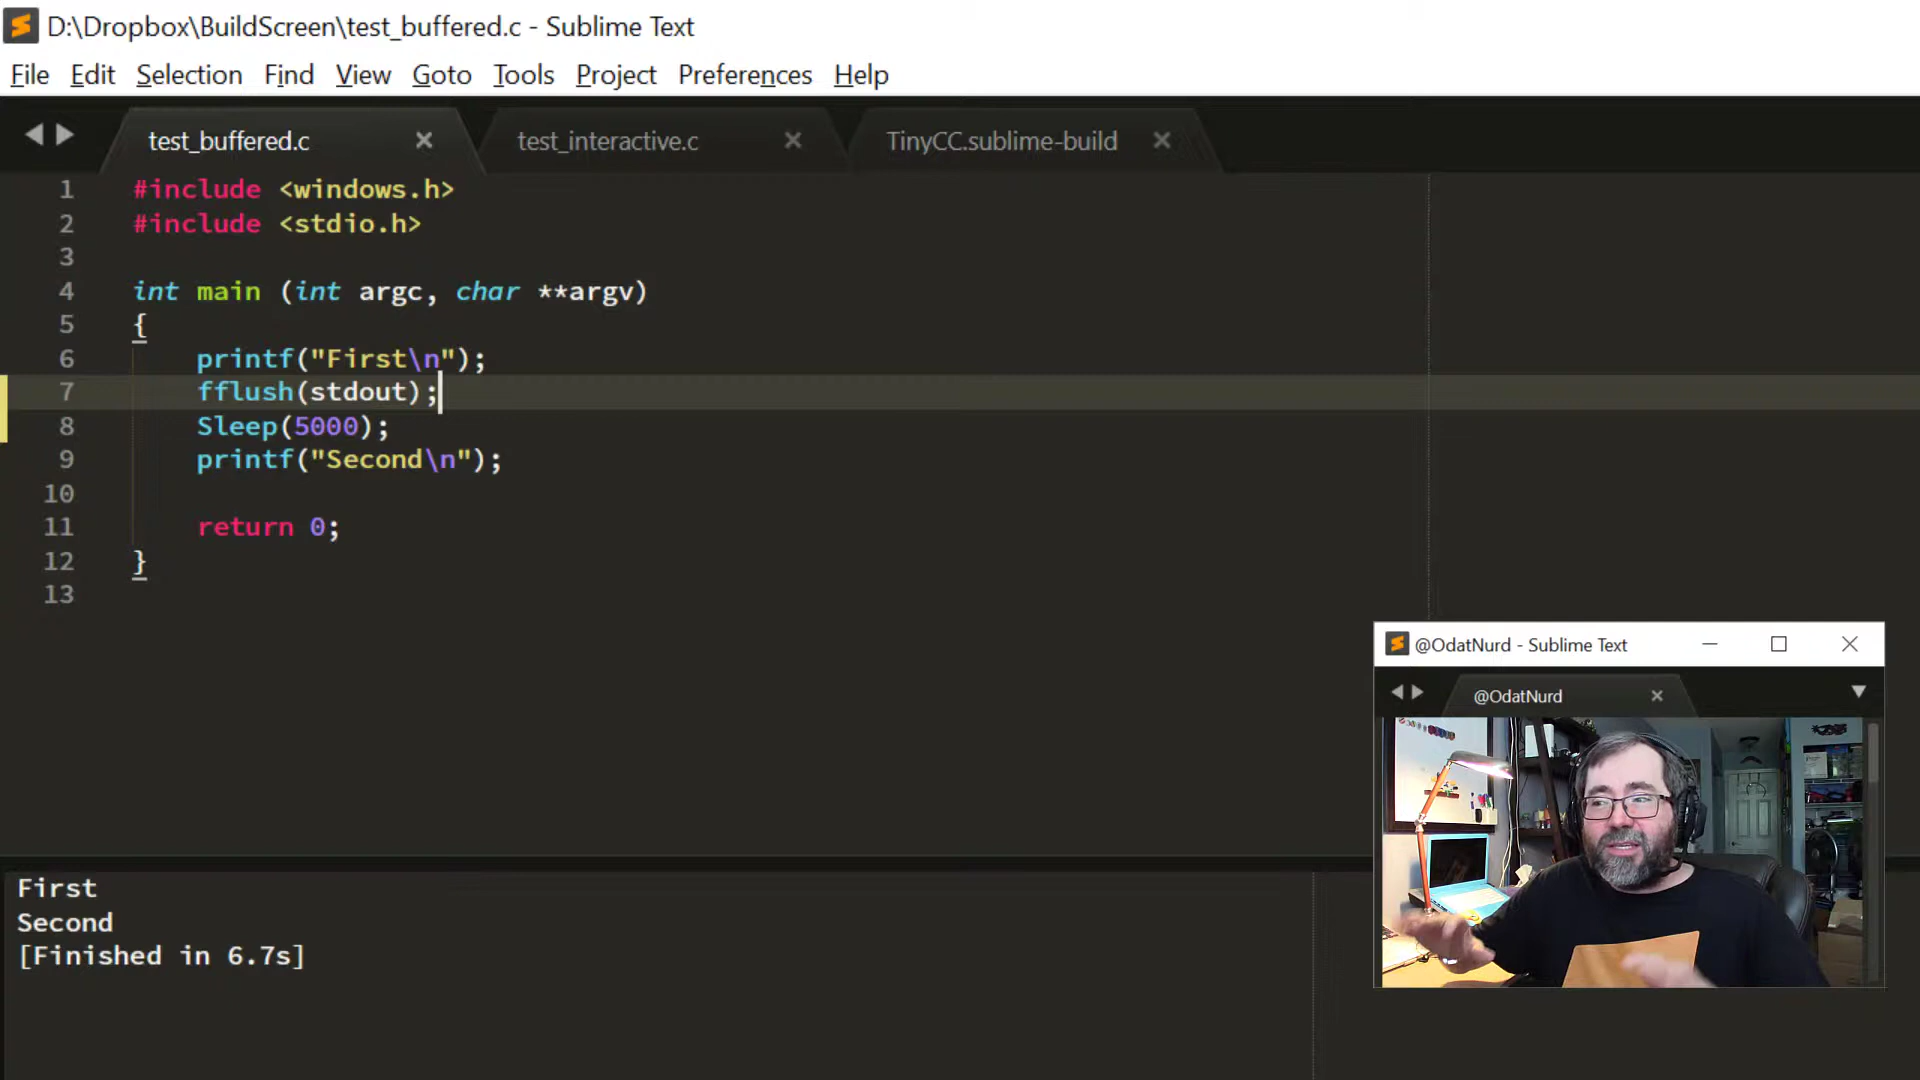 D:\Dropbox\BuildScreen\test_buffered.c - Sublime Text
File Edit Selection Find View Goto Tools Project Preferences Help
test_buffered.c test_interactive.c TinyCC.sublime-build
1 #include <windows.h>
2 #include <stdio.h>
3
4 int main (int argc, char **argv)
5 {
6 printf("First\n");
7 fflush(stdout);
8 Sleep(5000);
9 printf("Second\n");
10
11 return 0;
12 }
13
@OdatNurd - Sublime Text
@OdatNurd
First
Second
[Finished in 6.7s]